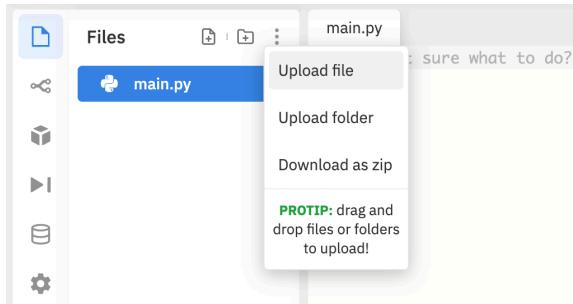 Files
main.py
main.py
sure what to do?
Upload file
Upload folder
Download as zip
PROTIP: drag and
drop files or folders
to upload!